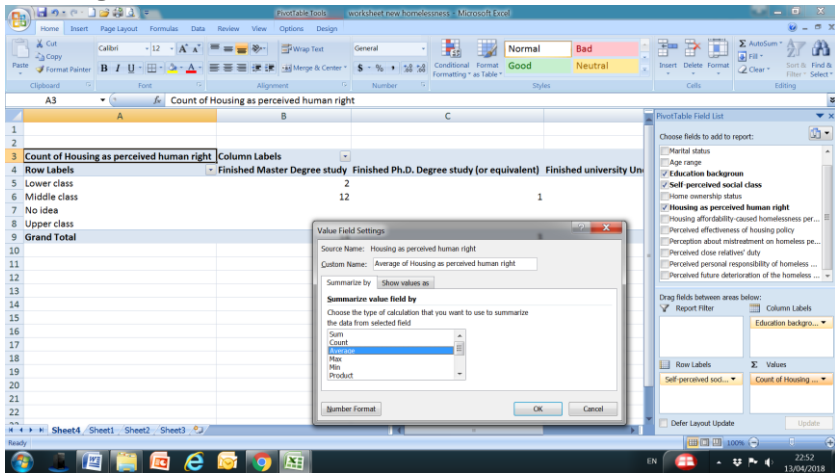 PivotTable Tools worksheet new homelessness - Microsoft Excel
Home Insert Page Layout Formulas Data Review View Options Design
Cut Calibri 12 Wrap Text General Normal Bad AutoSum
Copy Fill
Paste Format Painter B I U Merge & Center $ % , Conditional Formatting Format as Table Good Neutral Insert Delete Format Clear Sort & Filter Find & Select
Clipboard Font Alignment Number Styles Cells Editing
A3 fx Count of Housing as perceived human right
A B C
1
2
3 Count of Housing as perceived human right Column Labels
4 Row Labels Finished Master Degree study Finished Ph.D. Degree study (or equivalent) Finished university Un
5 Lower class 2
6 Middle class 12 1
7 No idea
8 Upper class
9 Grand Total
10
11
12
13
14
15
16
17
18
19
20
21
22
Value Field Settings
Source Name: Housing as perceived human right
Custom Name: Average of Housing as perceived human right
Summarize by Show values as
Summarize value field by
Choose the type of calculation that you want to use to summarize
the data from selected field
Sum
Count
Average
Max
Min
Product
Number Format OK Cancel
PivotTable Field List
Choose fields to add to report:
Marital status
Age range
Education backgroun
Self-perceived social class
Home ownership status
Housing as perceived human right
Housing affordability-caused homelessness per...
Perceived effectiveness of housing policy
Perception about mistreatment on homeless pe...
Perceived close relatives' duty
Perceived personal responsibility of homeless ...
Perceived future deterioration of the homeless ...
Drag fields between areas below:
Report Filter Column Labels
Education backgro...
Row Labels Σ Values
Self-perceived soci... Count of Housing ...
Defer Layout Update Update
Sheet4 Sheet1 Sheet2 Sheet3
Ready 100%
EN 22:52
13/04/2018